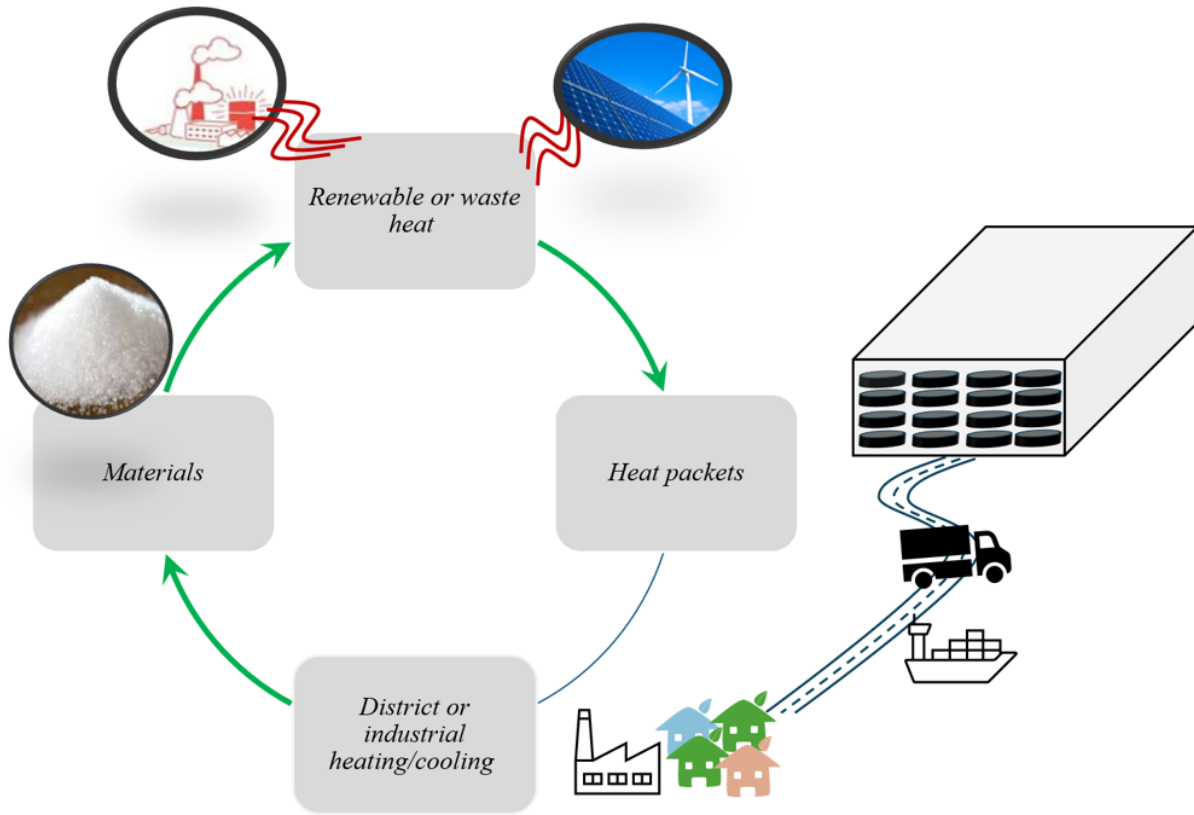 Renewable or waste
heat
Materials
Heat packets
District or
industrial
heating/cooling